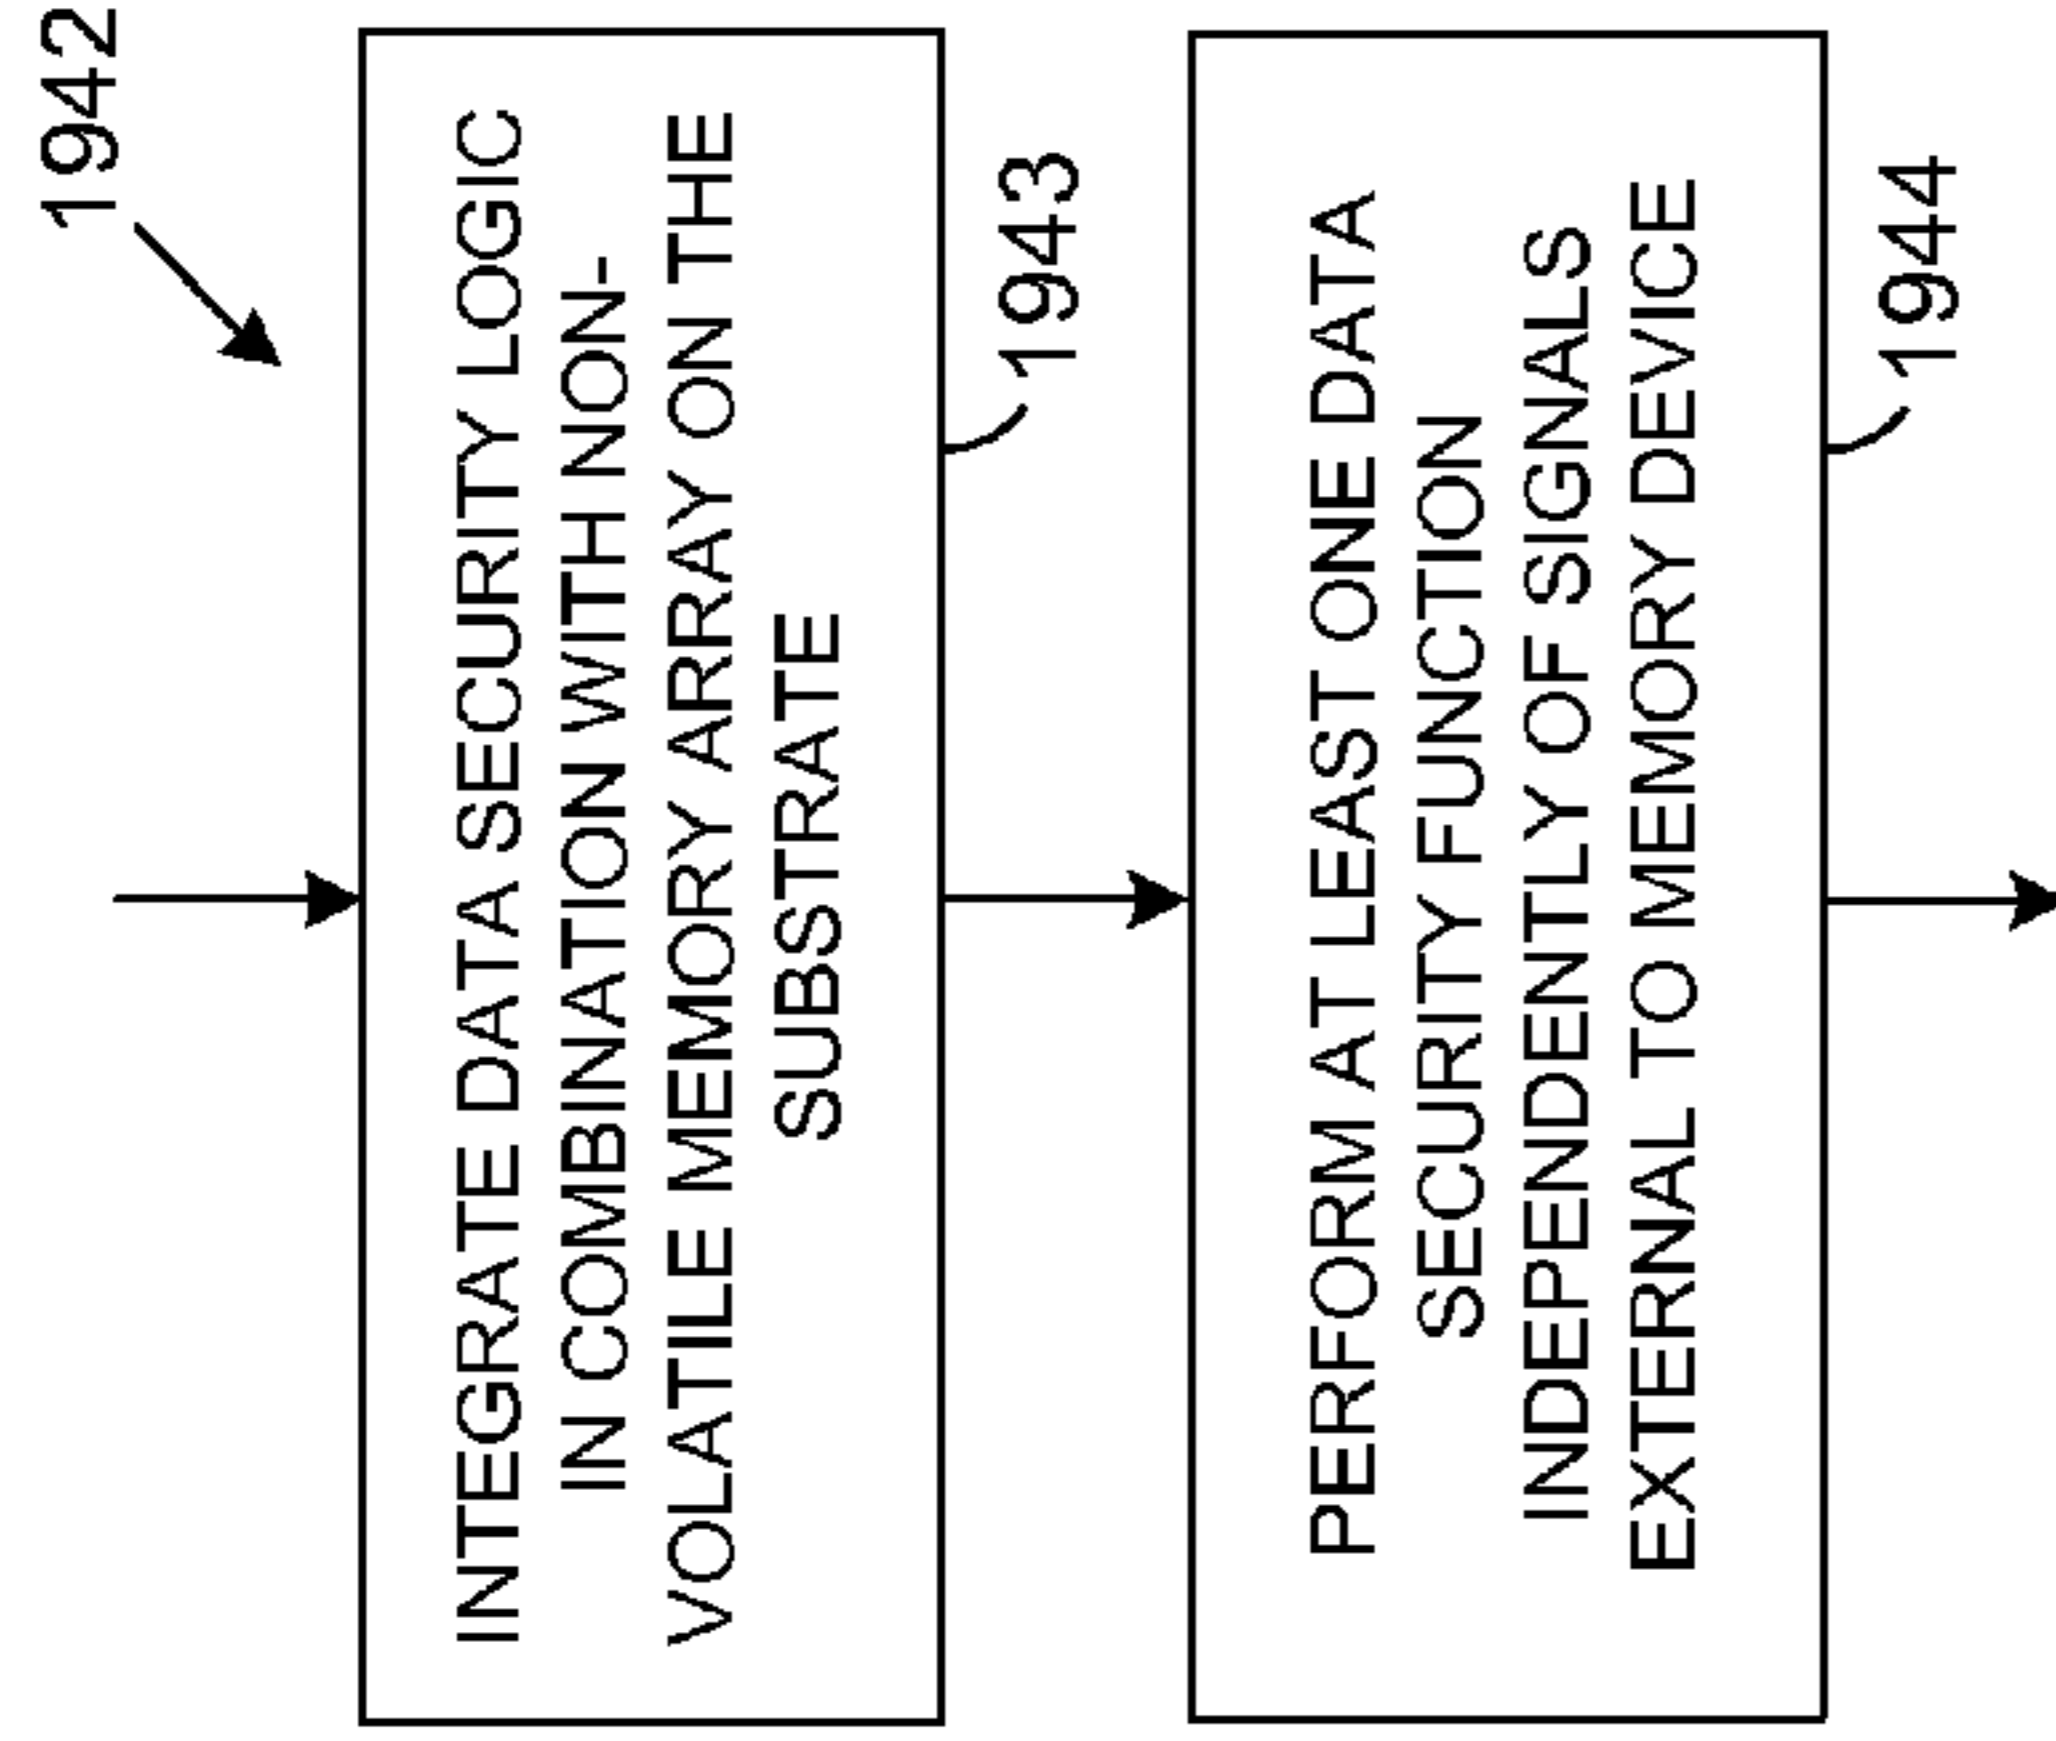 1942
INTEGRATE DATA SECURITY LOGIC
IN COMBINATION WITH NON-
VOLATILE MEMORY ARRAY ON THE
SUBSTRATE
1943
PERFORM AT LEAST ONE DATA
SECURITY FUNCTION
INDEPENDENTLY OF SIGNALS
EXTERNAL TO MEMORY DEVICE
1944